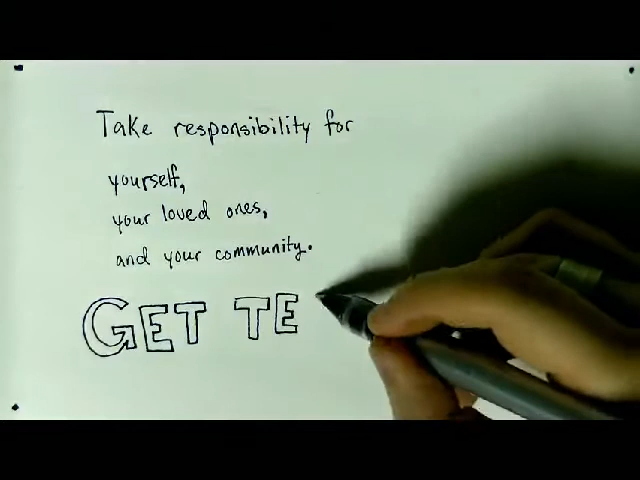 Take responsibility for
yourself,
your loved ones,
and your community.
GET TE